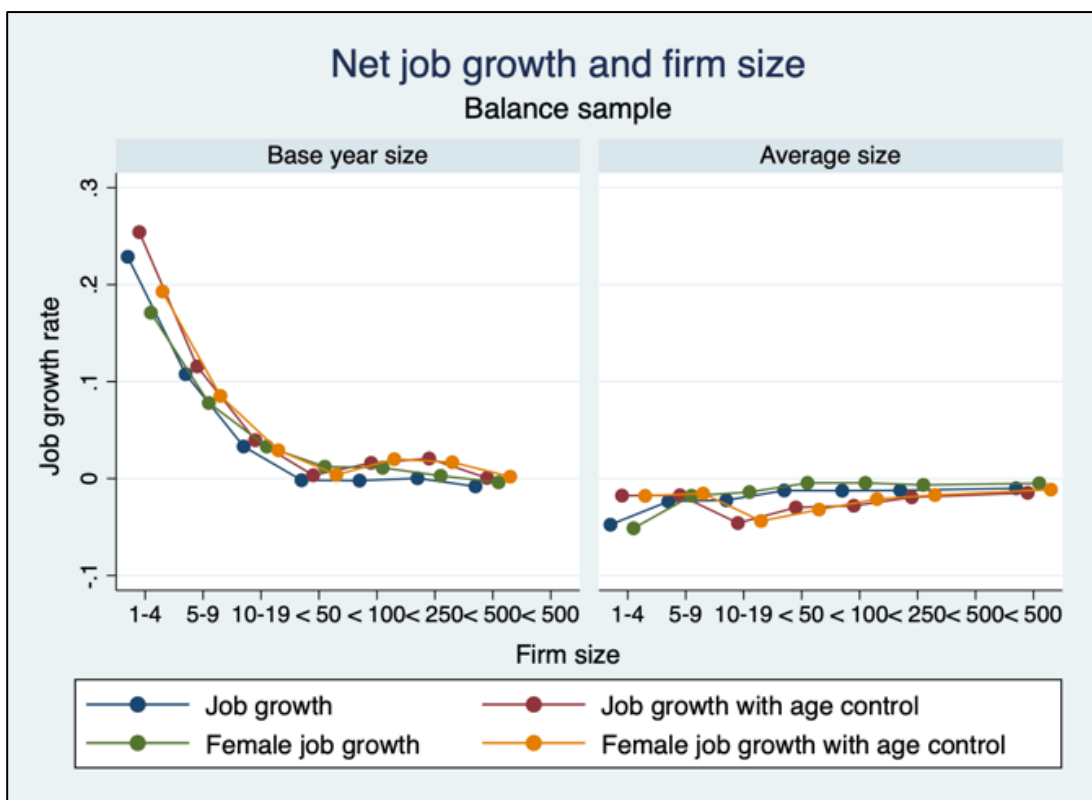 Net job growth and firm size
Balance sample
Base year size
Average size
Job growth rate
.3
.2
.1
0
-.1
1-4 5-9 10-19 < 50 < 100 < 250 < 500 < 500
1-4 5-9 10-19 < 50 < 100 < 250 < 500 < 500
Firm size
Job growth
Job growth with age control
Female job growth
Female job growth with age control